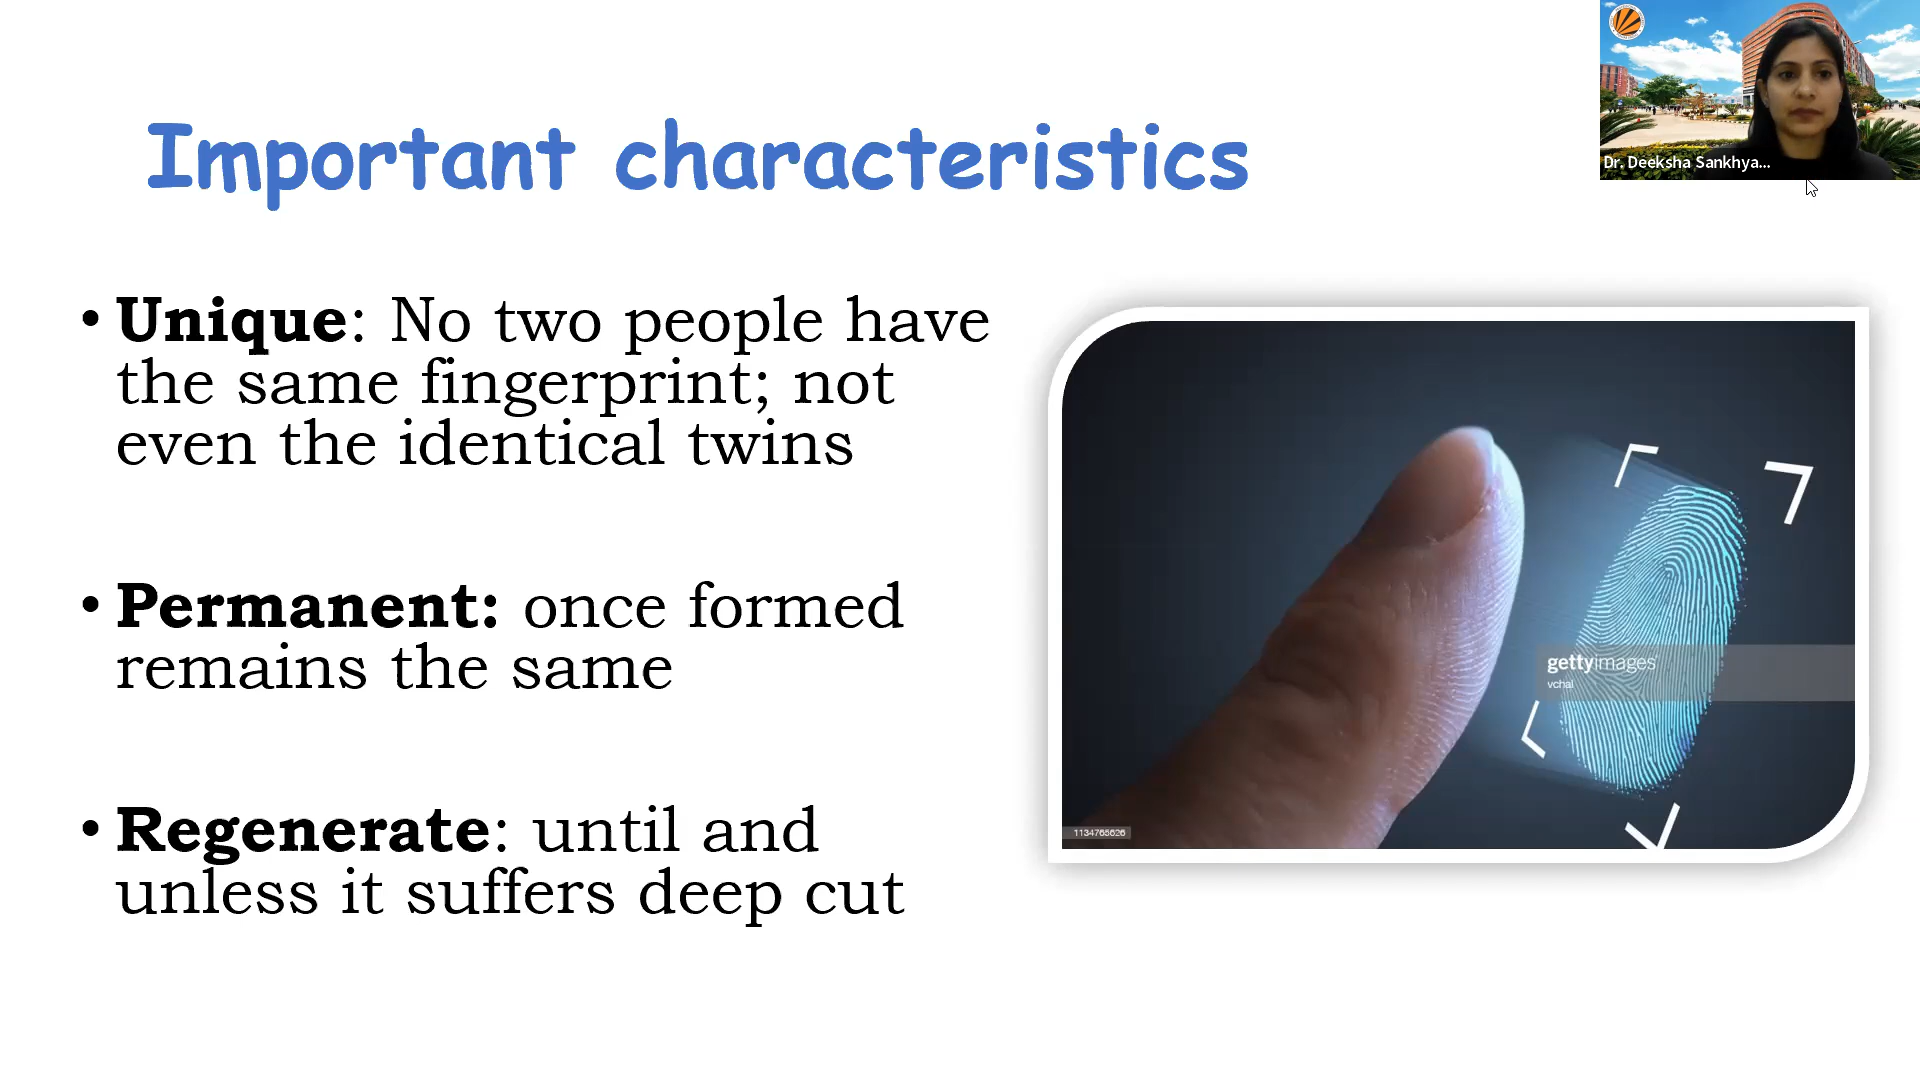 Dr. Deeksha Sankhya...
Important characteristics
• Unique: No two people have
the same fingerprint; not
even the identical twins
• Permanent: once formed
remains the same
• Regenerate: until and
unless it suffers deep cut
gettyimages
vchal
1134765626